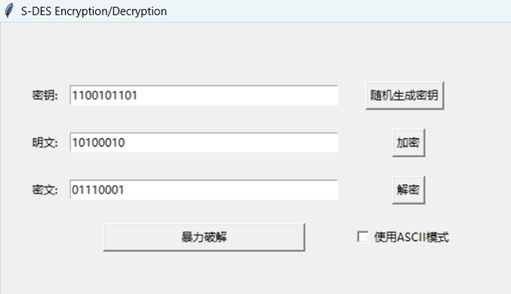 S-DES Encryption/Decryption
密钥: 1100101101 随机生成密钥
明文: 10100010 加密
密文: 01110001 解密
暴力破解 使用ASCII模式